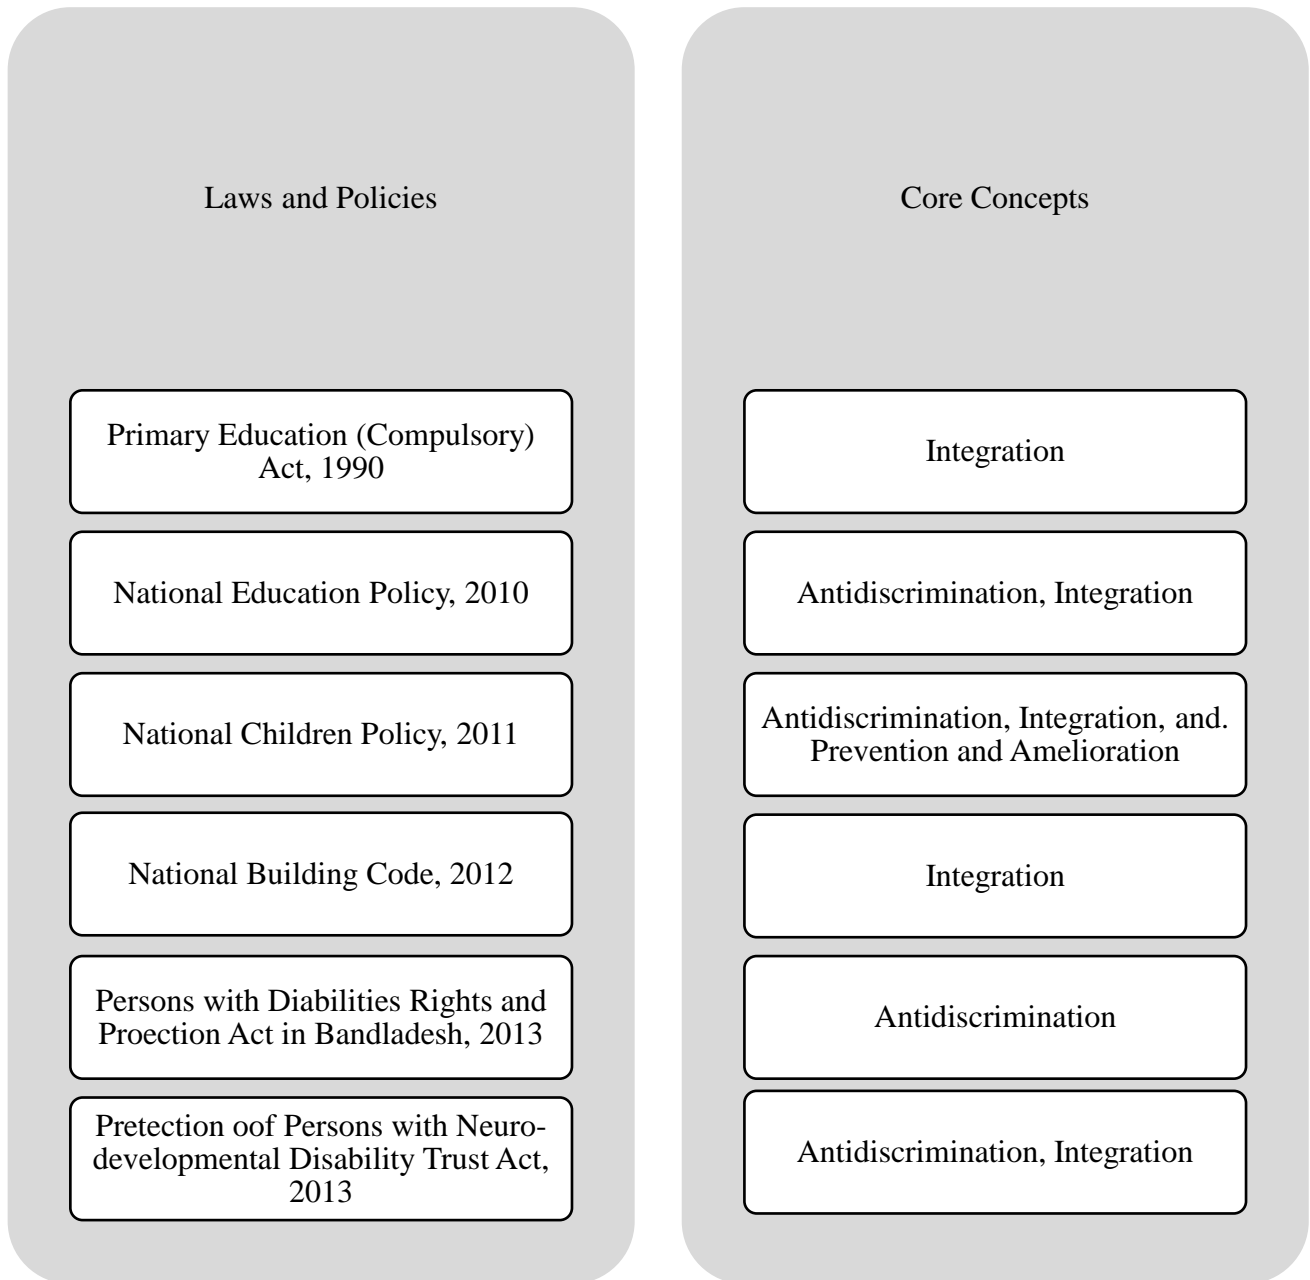 Laws and Policies
Primary Education (Compulsory)
Act, 1990
National Education Policy, 2010
National Children Policy, 2011
National Building Code, 2012
Persons with Diabilities Rights and
Proection Act in Bandladesh, 2013
Pretection oof Persons with Neuro-
developmental Disability Trust Act,
2013
Core Concepts
Integration
Antidiscrimination, Integration
Antidiscrimination, Integration, and.
Prevention and Amelioration
Integration
Antidiscrimination
Antidiscrimination, Integration